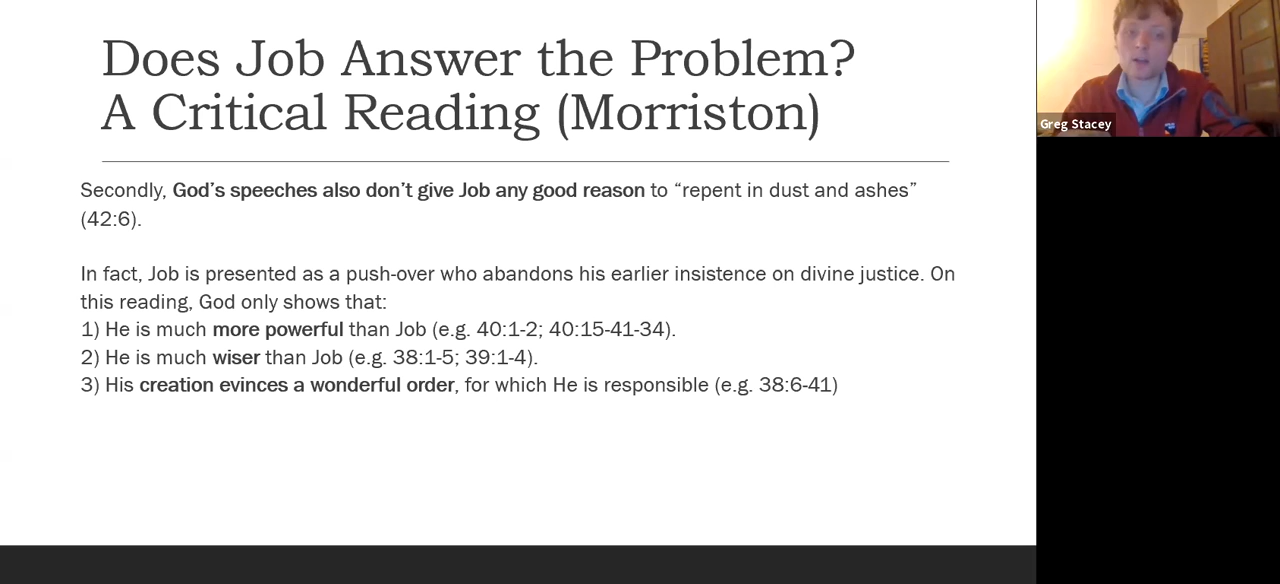 Does Job Answer the Problem?
A Critical Reading (Morriston)
Secondly, God's speeches also don't give Job any good reason to “repent in dust and ashes”
(42:6).
In fact, Job is presented as a push-over who abandons his earlier insistence on divine justice. On
this reading, God only shows that:
1) He is much more powerful than Job (e.g. 40:1-2; 40:15-41-34).
2) He is much wiser than Job (e.g. 38:1-5; 39:1-4).
3) His creation evinces a wonderful order, for which He is responsible (e.g. 38:6-41)
Greg Stacey